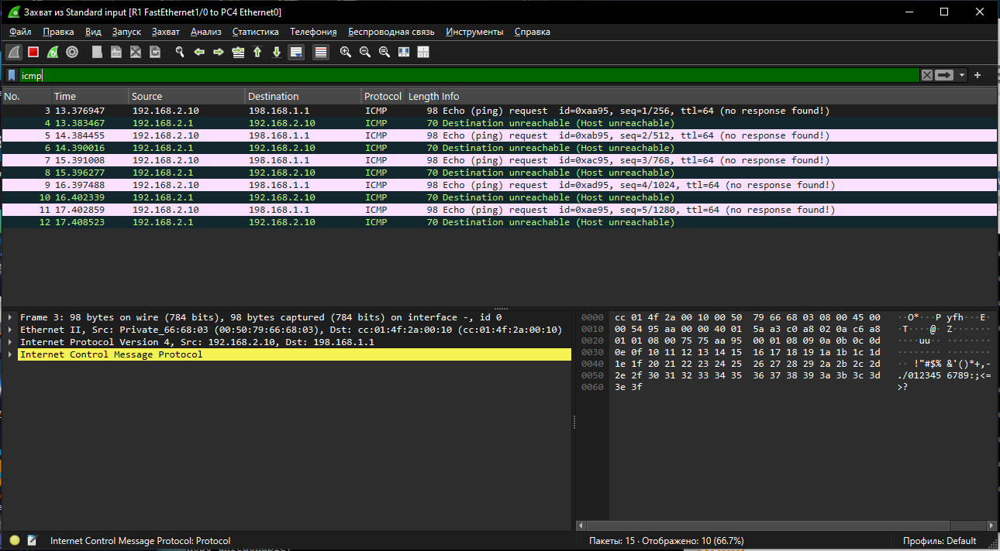 Захват из Standard input [R1 FastEthernet1/0 to PC4 Ethernet0]
Файл Правка Вид Запуск Захват Анализ Статистика Телефония Беспроводная связь Инструменты Справка
icmp
No. Time Source Destination Protocol Length Info
3 13.376947 192.168.2.10 198.168.1.1 ICMP 98 Echo (ping) request id=0xaa95, seq=1/256, ttl=64 (no response found!)
4 13.383467 192.168.2.1 192.168.2.10 ICMP 70 Destination unreachable (Host unreachable)
5 14.384455 192.168.2.10 198.168.1.1 ICMP 98 Echo (ping) request id=0xab95, seq=2/512, ttl=64 (no response found!)
6 14.390016 192.168.2.1 192.168.2.10 ICMP 70 Destination unreachable (Host unreachable)
7 15.391008 192.168.2.10 198.168.1.1 ICMP 98 Echo (ping) request id=0xac95, seq=3/768, ttl=64 (no response found!)
8 15.396277 192.168.2.1 192.168.2.10 ICMP 70 Destination unreachable (Host unreachable)
9 16.397488 192.168.2.10 198.168.1.1 ICMP 98 Echo (ping) request id=0xad95, seq=4/1024, ttl=64 (no response found!)
10 16.402339 192.168.2.1 192.168.2.10 ICMP 70 Destination unreachable (Host unreachable)
11 17.402859 192.168.2.10 198.168.1.1 ICMP 98 Echo (ping) request id=0xae95, seq=5/1280, ttl=64 (no response found!)
12 17.408523 192.168.2.1 192.168.2.10 ICMP 70 Destination unreachable (Host unreachable)
Frame 3: 98 bytes on wire (784 bits), 98 bytes captured (784 bits) on interface -, id 0
Ethernet II, Src: Private_66:68:03 (00:50:79:66:68:03), Dst: cc:01:4f:2a:00:10 (cc:01:4f:2a:00:10)
Internet Protocol Version 4, Src: 192.168.2.10, Dst: 198.168.1.1
Internet Control Message Protocol
0000 cc 01 4f 2a 00 10 00 50 79 66 68 03 08 00 45 00 ··O*···P yfh···E·
0010 00 54 95 aa 00 00 40 01 5a a3 c0 a8 02 0a c6 a8 ·T····@· Z·······
0020 01 01 08 00 75 75 aa 95 00 01 08 09 0a 0b 0c 0d ····uu·· ········
0030 0e 0f 10 11 12 13 14 15 16 17 18 19 1a 1b 1c 1d ········ ········
0040 1e 1f 20 21 22 23 24 25 26 27 28 29 2a 2b 2c 2d ·· !"#$% &'()*+,-
0050 2e 2f 30 31 32 33 34 35 36 37 38 39 3a 3b 3c 3d ./012345 6789:;<=
0060 3e 3f >?
Internet Control Message Protocol: Protocol
Пакеты: 15 · Отображено: 10 (66.7%)
Профиль: Default